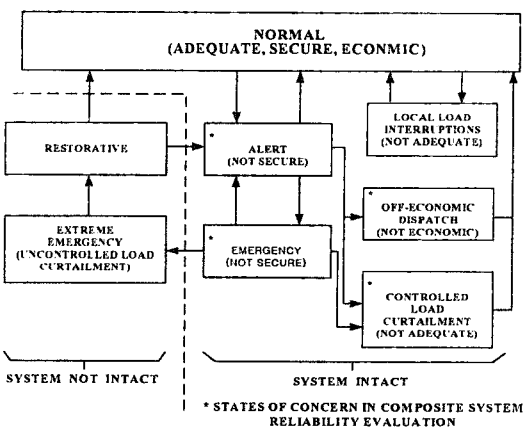 NORMAL
(ADEQUATE, SECURE, ECONMIC)
RESTORATIVE
*
ALERT
(NOT SECURE)
LOCAL LOAD
INTERRUPTIONS
(NOT ADEQUATE)
*
OFF-ECONOMIC
DISPATCH
(NOT ECONOMIC)
EXTREME
EMERGENCY
(UNCONTROLLED LOAD
CURTAILMENT)
*
EMERGENCY
(NOT SECURE)
*
CONTROLLED
LOAD
CURTAILMENT
(NOT ADEQUATE)
SYSTEM NOT INTACT
SYSTEM INTACT
* STATES OF CONCERN IN COMPOSITE SYSTEM
RELIABILITY EVALUATION